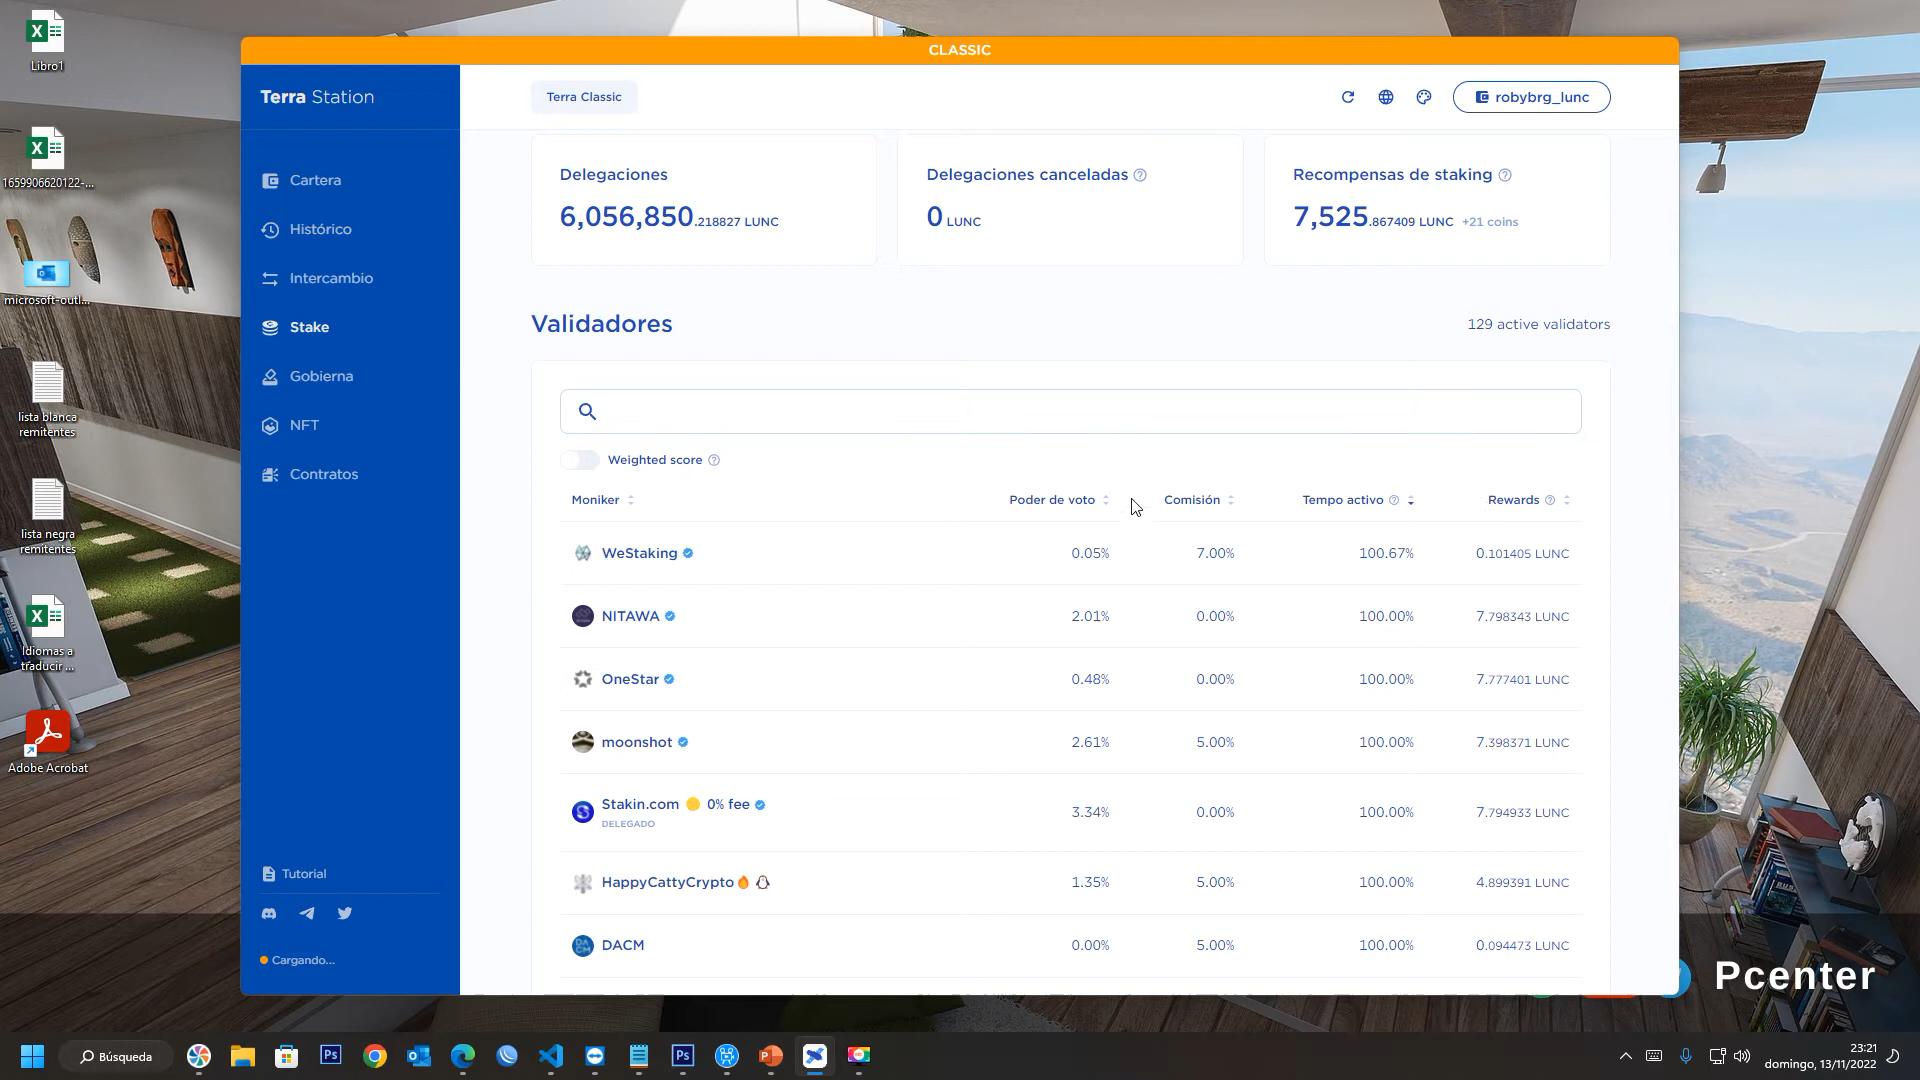 Libro1
1659906620122-...
microsoft-outl...
lista blanca
remitentes
lista negra
remitentes
Idiomas a
traducir ...
Adobe Acrobat
CLASSIC
Terra Station
Terra Classic
robybrg_lunc
Cartera
Histórico
Intercambio
Stake
Gobierna
NFT
Contratos
Tutorial
Cargando...
Delegaciones
6,056,850.218827 LUNC
Delegaciones canceladas
0 LUNC
Recompensas de staking
7,525.867409 LUNC +21 coins
Validadores
129 active validators
Weighted score
Moniker Poder de voto Comisión Tempo activo Rewards
WeStaking 0.05% 7.00% 100.67% 0.101405 LUNC
NITAWA 2.01% 0.00% 100.00% 7.798343 LUNC
OneStar 0.48% 0.00% 100.00% 7.777401 LUNC
moonshot 2.61% 5.00% 100.00% 7.398371 LUNC
Stakin.com 🟡 0% fee 3.34% 0.00% 100.00% 7.794933 LUNC
DELEGADO
HappyCattyCrypto🔥 🐧 1.35% 5.00% 100.00% 4.899391 LUNC
DACM 0.00% 5.00% 100.00% 0.094473 LUNC
Pcenter
Búsqueda
23:21
domingo, 13/11/2022